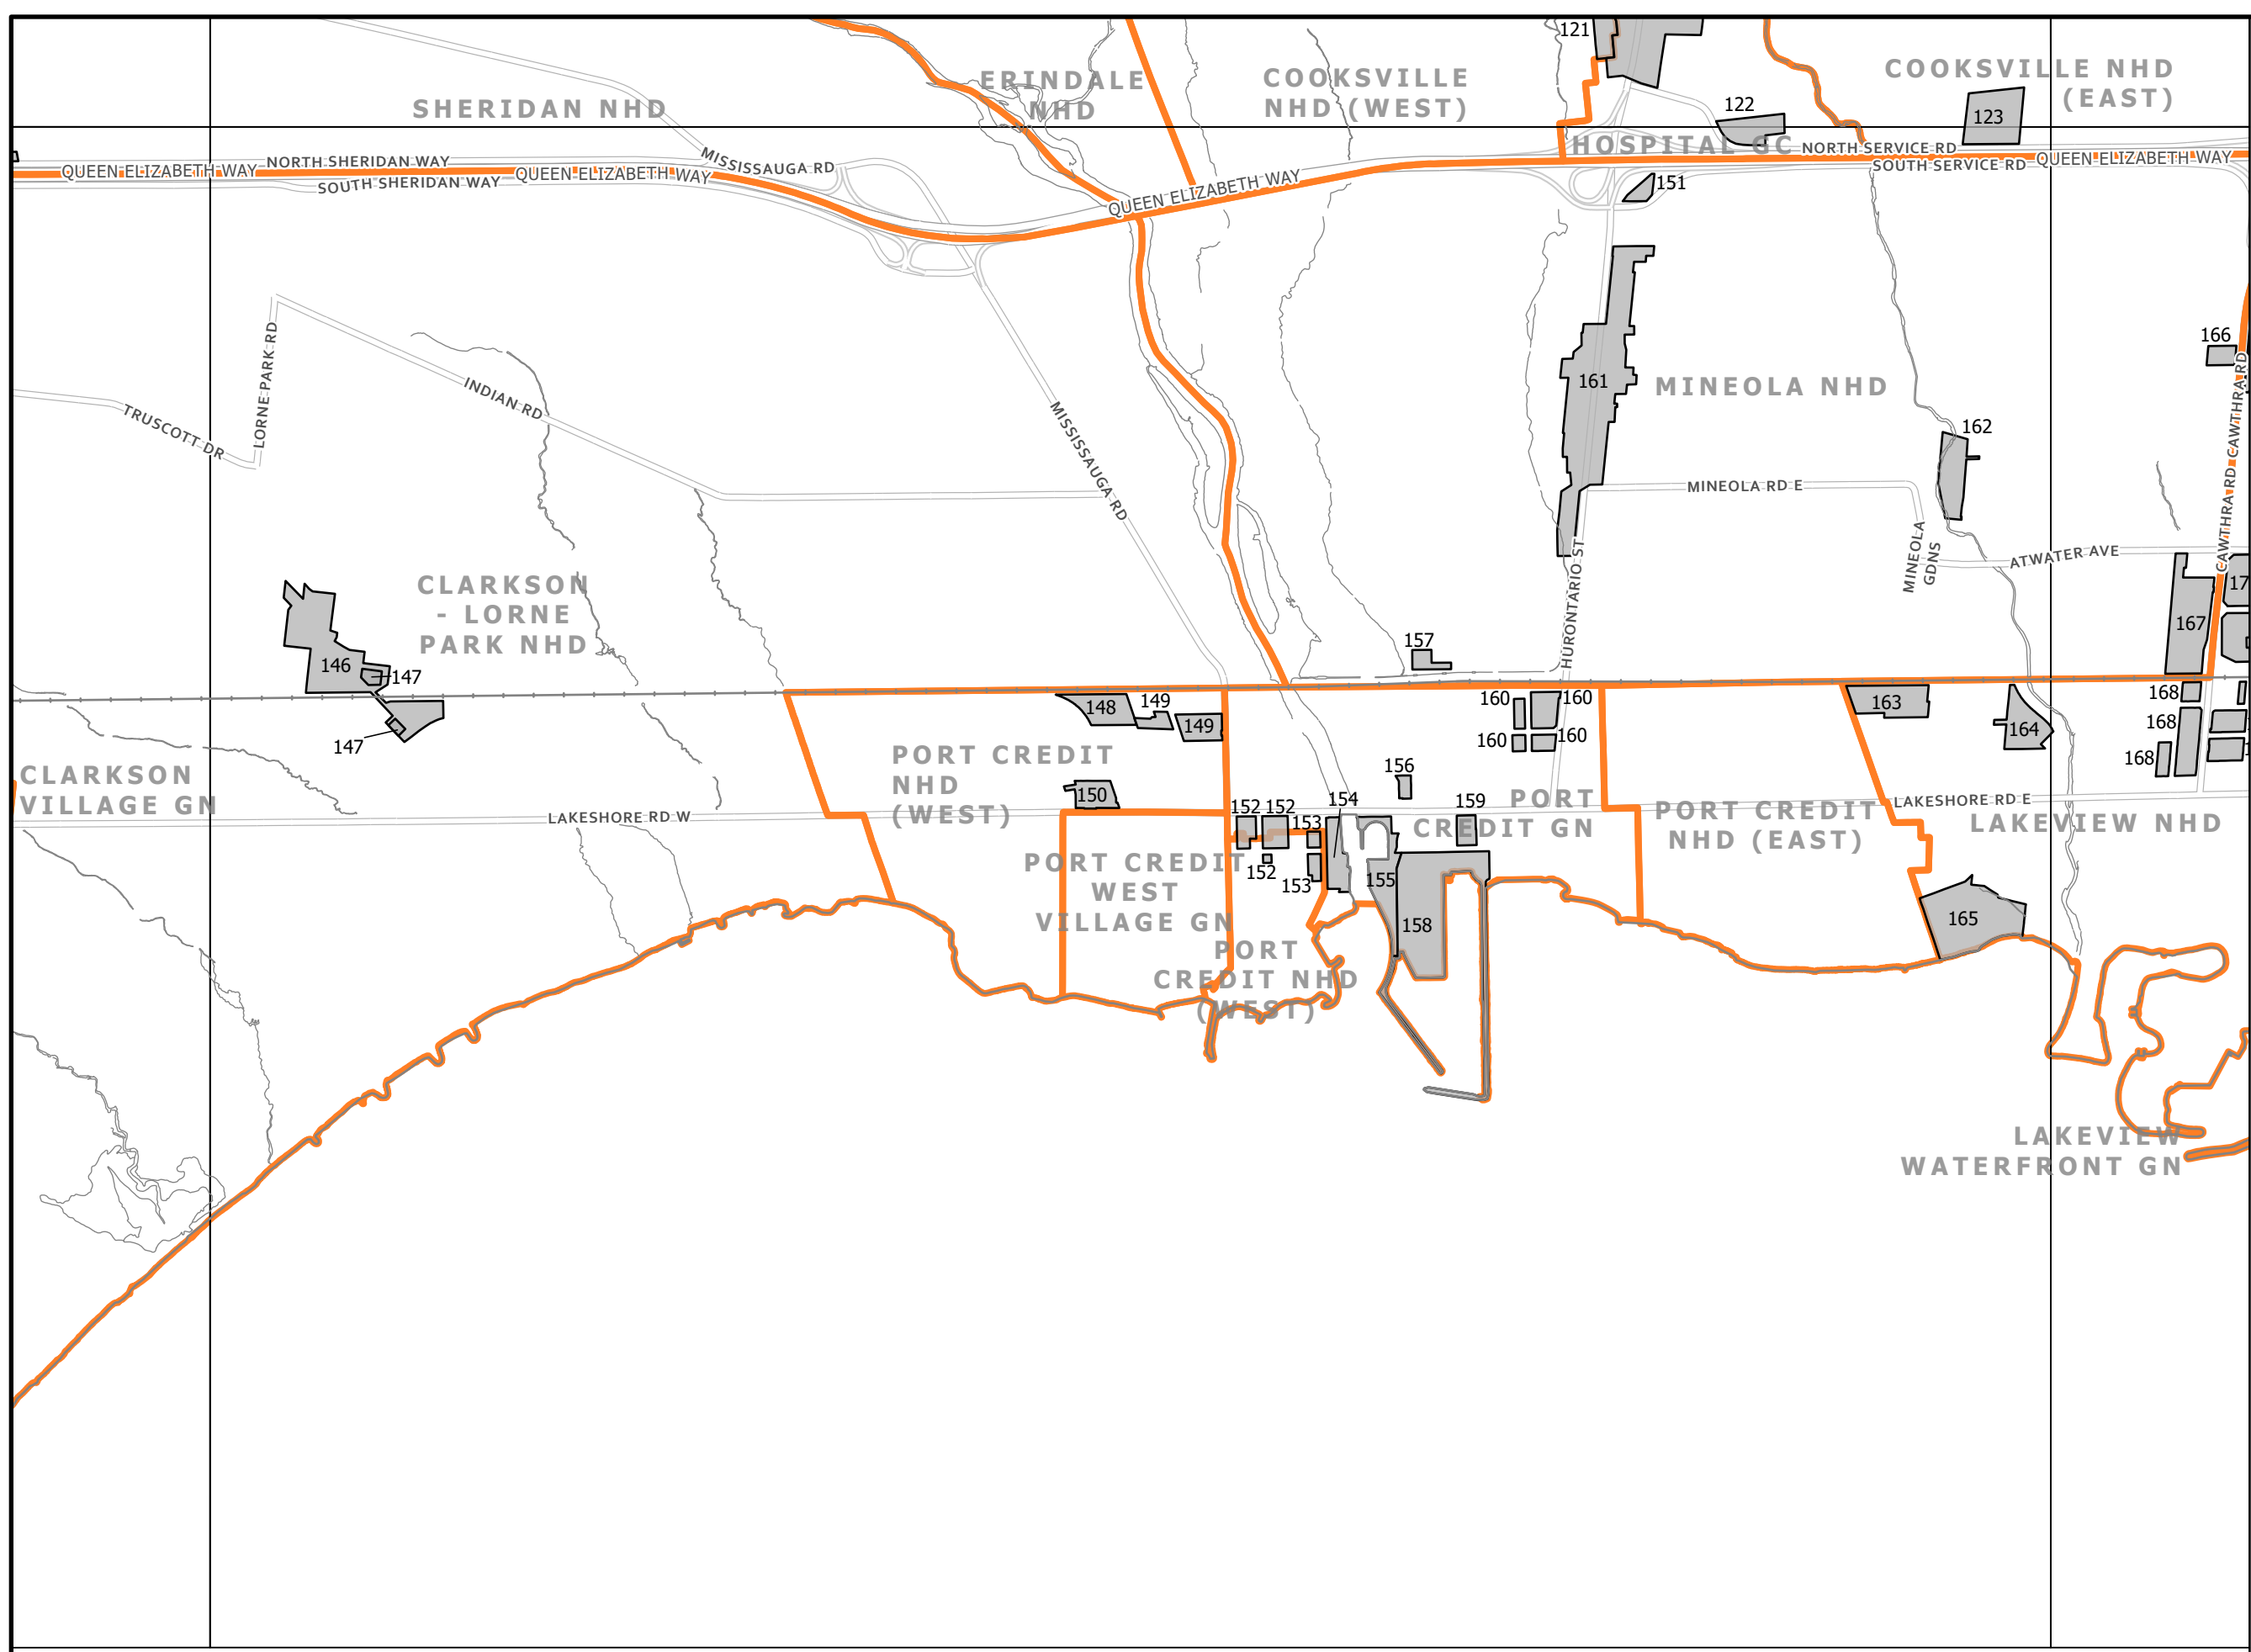 121
ERINDALE
NHD
COOKSVILLE
NHD (WEST)
COOKSVILLE NHD
(EAST)
SHERIDAN NHD
122
123
HOSPITAL GC
NORTH SERVICE RD
QUEEN ELIZABETH WAY
SOUTH SERVICE RD
QUEEN ELIZABETH WAY
NORTH SHERIDAN WAY
SOUTH SHERIDAN WAY
QUEEN ELIZABETH WAY
MISSISSAUGA RD
QUEEN ELIZABETH WAY
151
LORNE PARK RD
TRUSCOTT DR
INDIAN RD
MISSISSAUGA RD
161
MINEOLA NHD
166
CAWTHRA RD
CAWTHRA RD
CAWTHRA RD
162
MINEOLA RD E
MINEOLA
GDNS
ATWATER AVE
HURONTARIO ST
CLARKSON
- LORNE
PARK NHD
146
147
147
157
167
17
148
149
149
160
160
160
160
163
164
168
168
168
PORT CREDIT
NHD
(WEST)
150
CLARKSON
VILLAGE GN
LAKESHORE RD W
156
152
152
153
154
159
PORT
CREDIT GN
PORT CREDIT
NHD (EAST)
LAKESHORE RD E
LAKEVIEW NHD
PORT CREDIT
WEST
VILLAGE GN
152
153
155
158
165
PORT
CREDIT NHD
(WEST)
LAKEVIEW
WATERFRONT GN